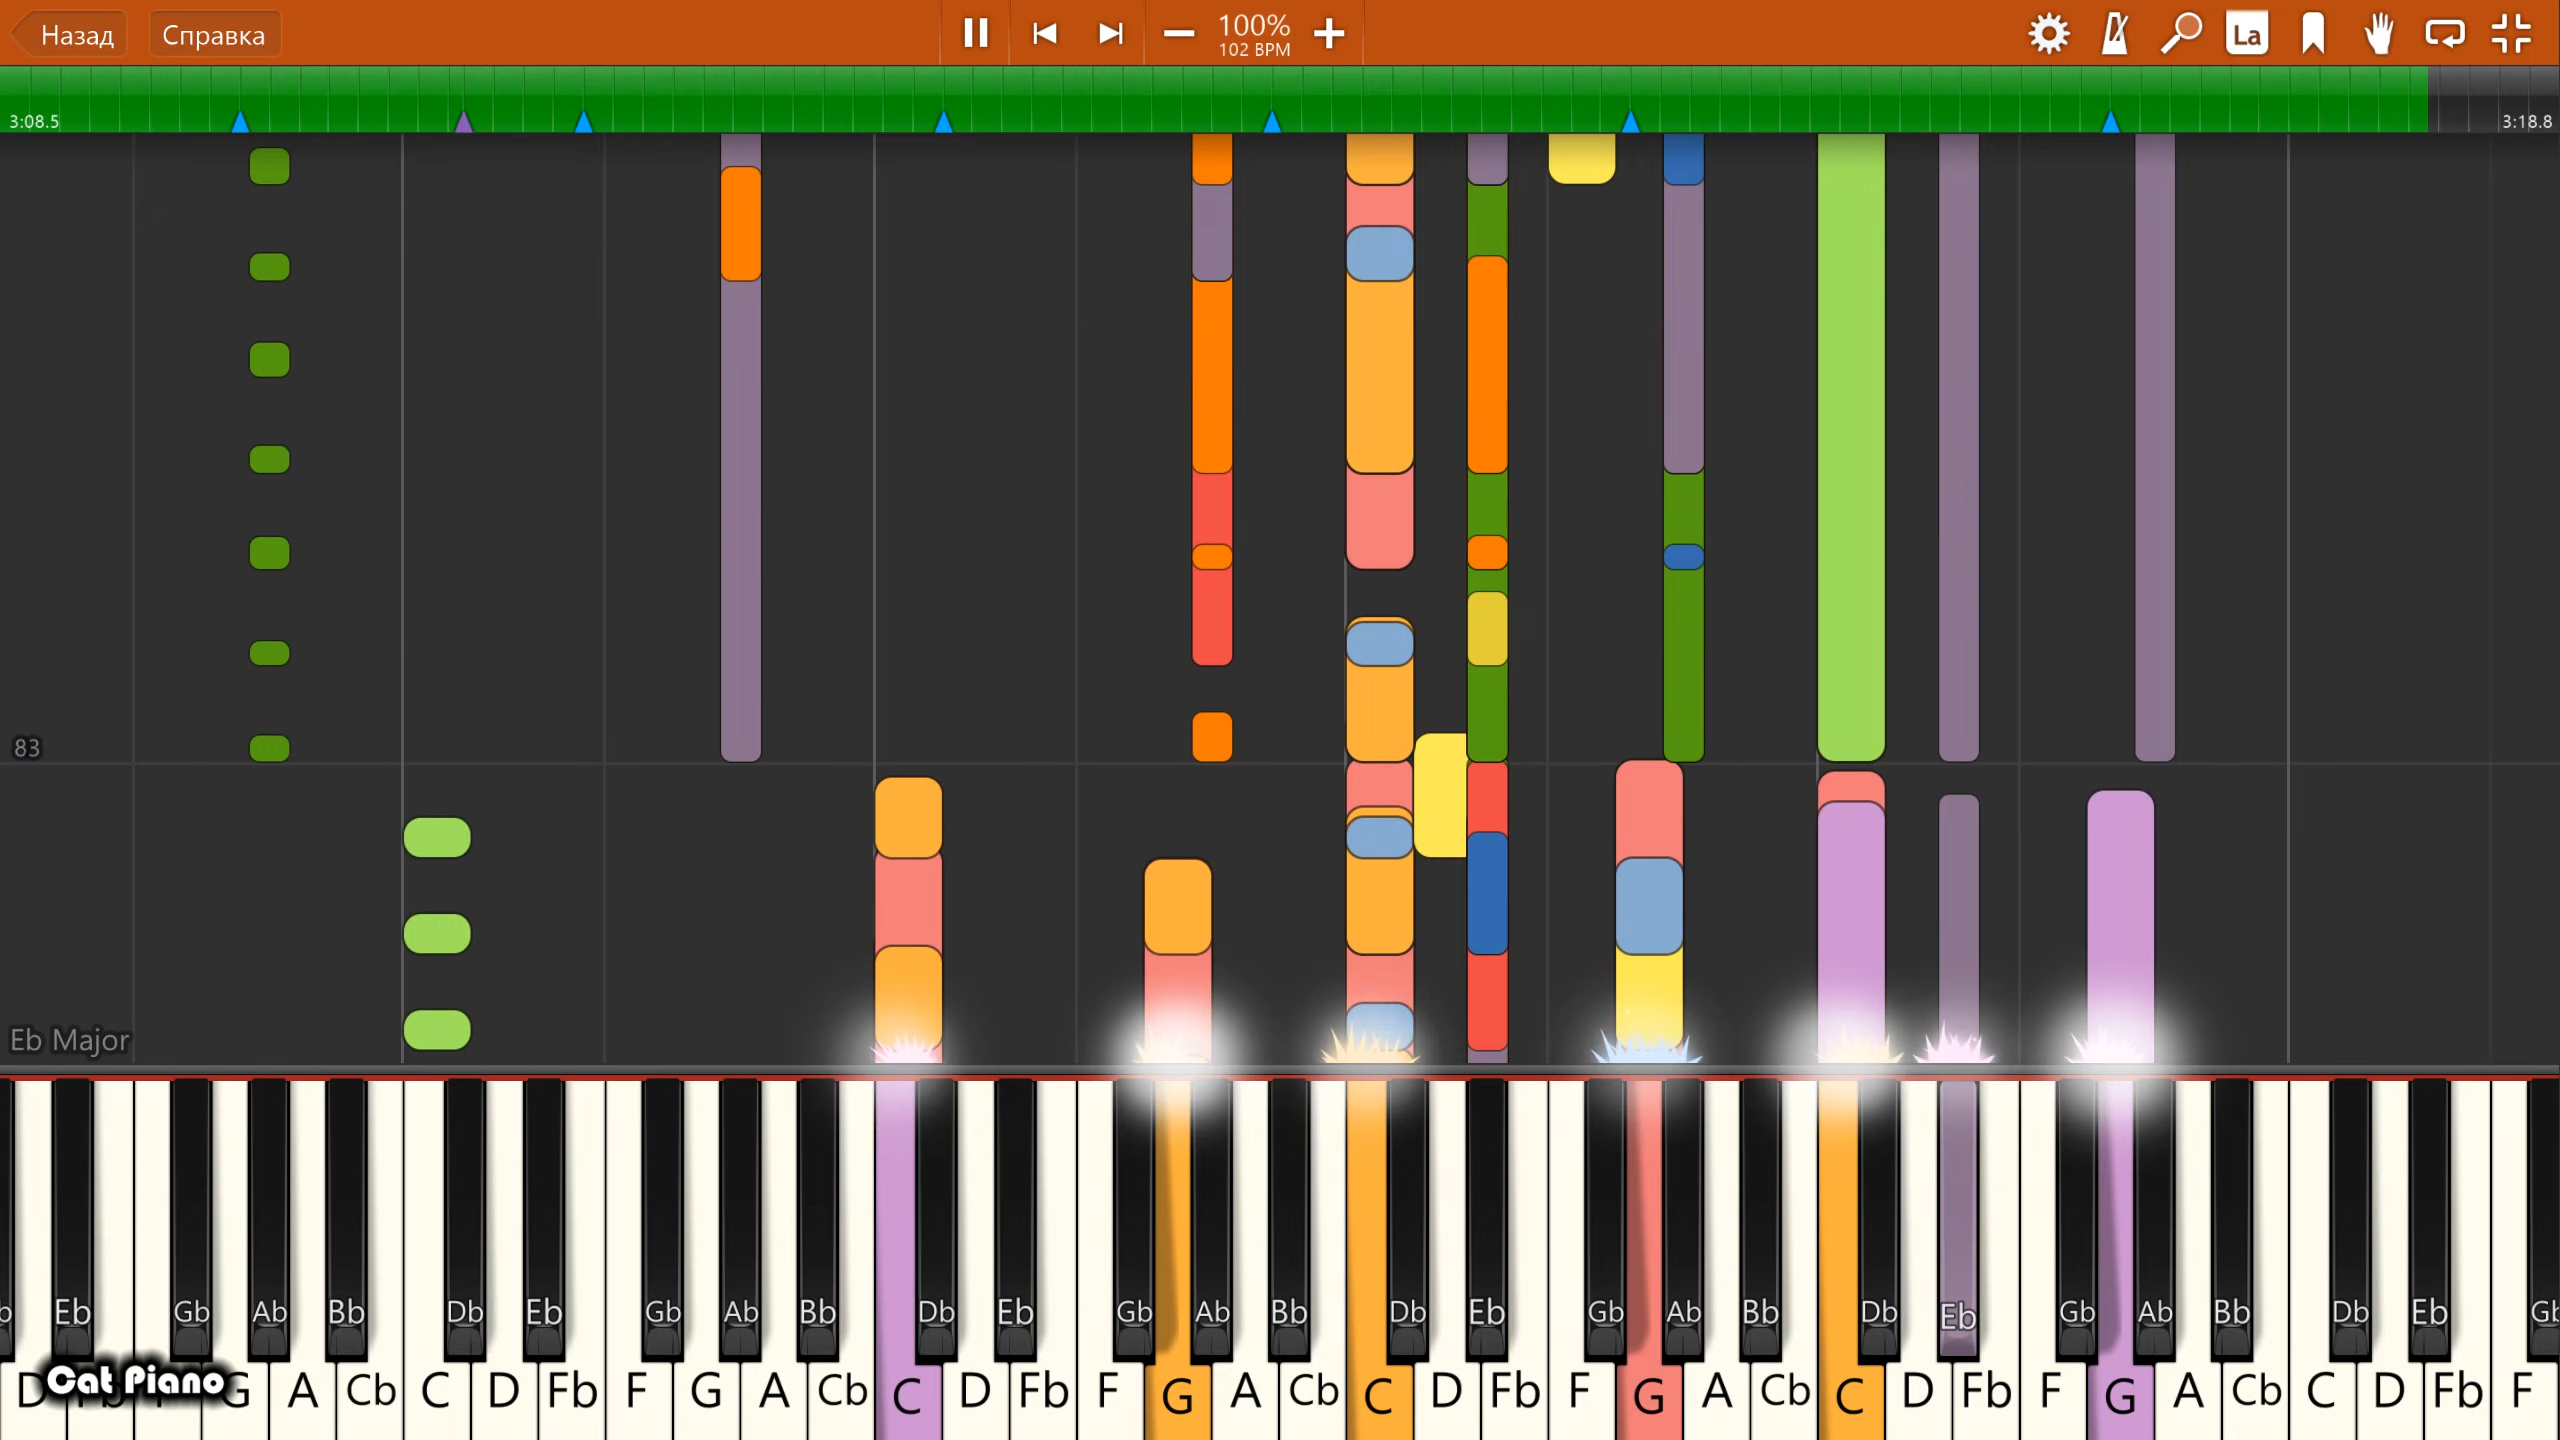 Назад Справка 100% La
102 BPM
3:08.5 3:18.8
83
Eb Major
Eb Gb Ab Bb Db Eb Gb Ab Bb Db Eb Gb Ab Bb Db Eb Gb Ab Bb Db Eb Gb Ab Bb Db Eb
Cat Piano
D G A Cb C D Fb F G A Cb C D Fb F G A Cb C D Fb F G A Cb C D Fb F G A Cb C D Fb F